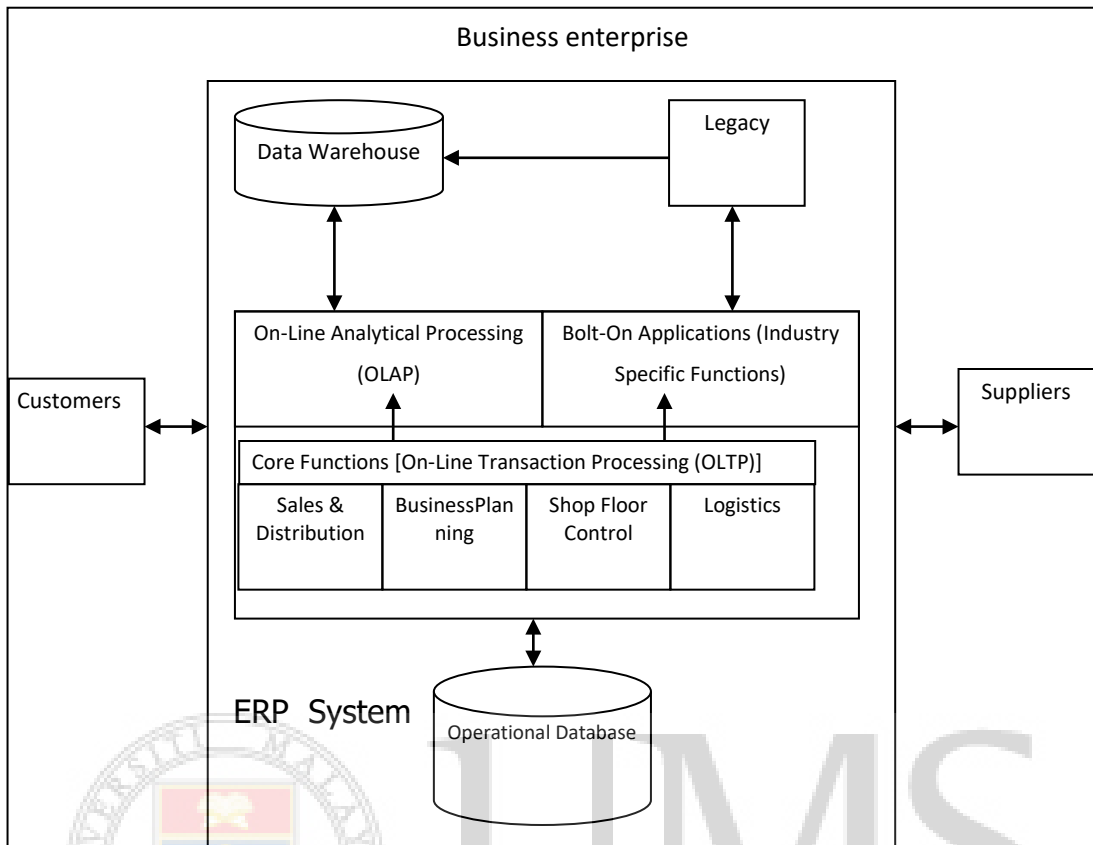 Business enterprise
Data Warehouse
Legacy
On-Line Analytical Processing
(OLAP)
Bolt-On Applications (Industry
Specific Functions)
Customers
Suppliers
Core Functions [On-Line Transaction Processing (OLTP)]
Sales &
Distribution
BusinessPlan
ning
Shop Floor
Control
Logistics
ERP System
Operational Database
UMS